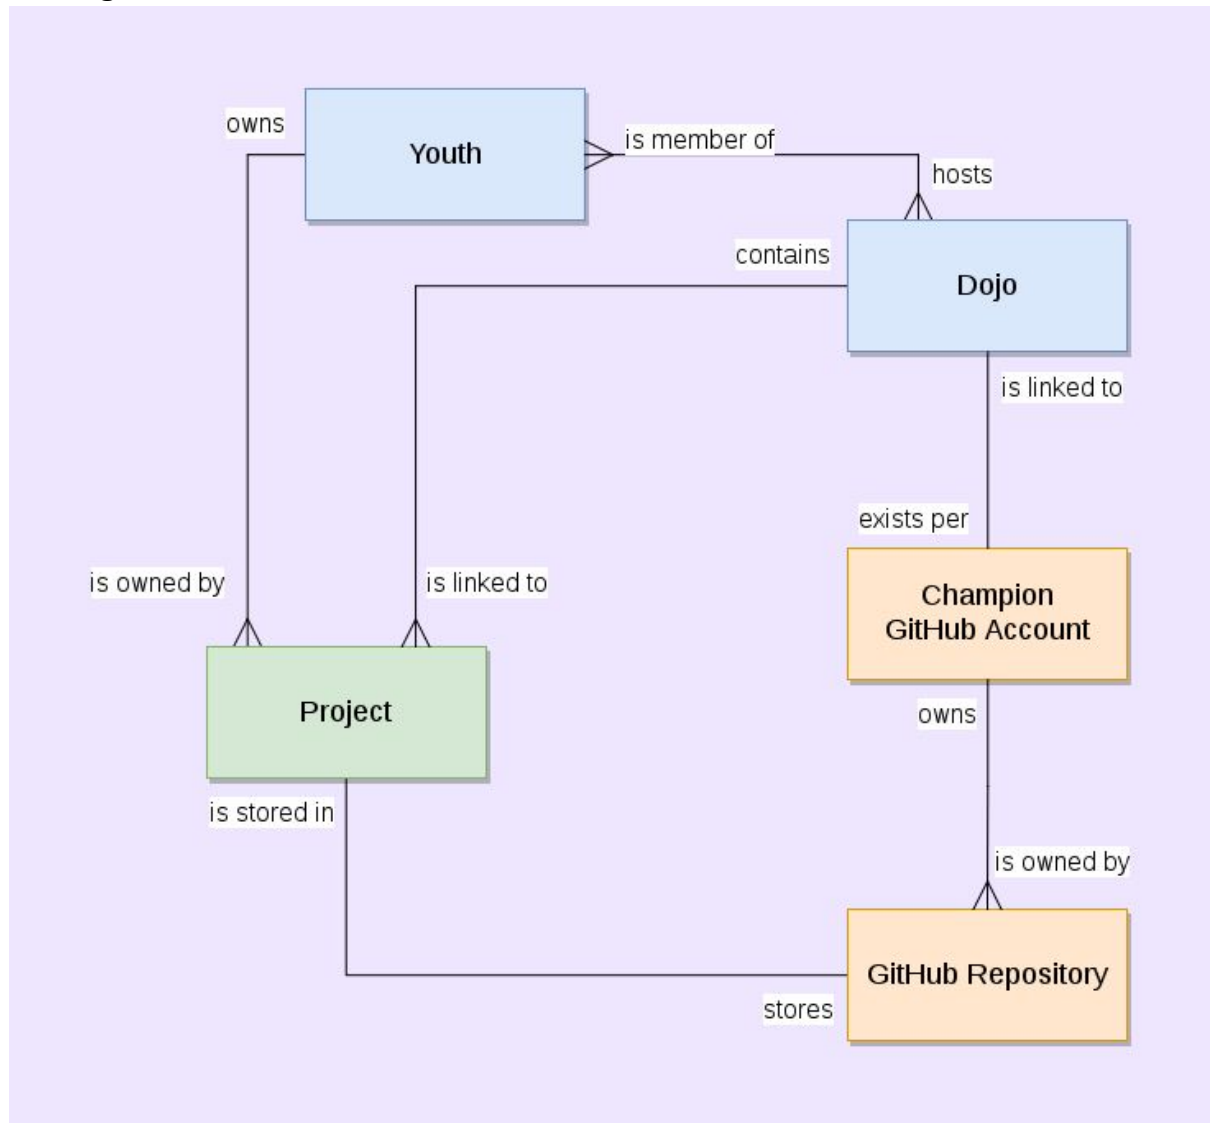 owns
Youth
is member of
hosts
contains
Dojo
is linked to
exists per
is owned by
is linked to
Champion
GitHub Account
Project
owns
is stored in
is owned by
GitHub Repository
stores